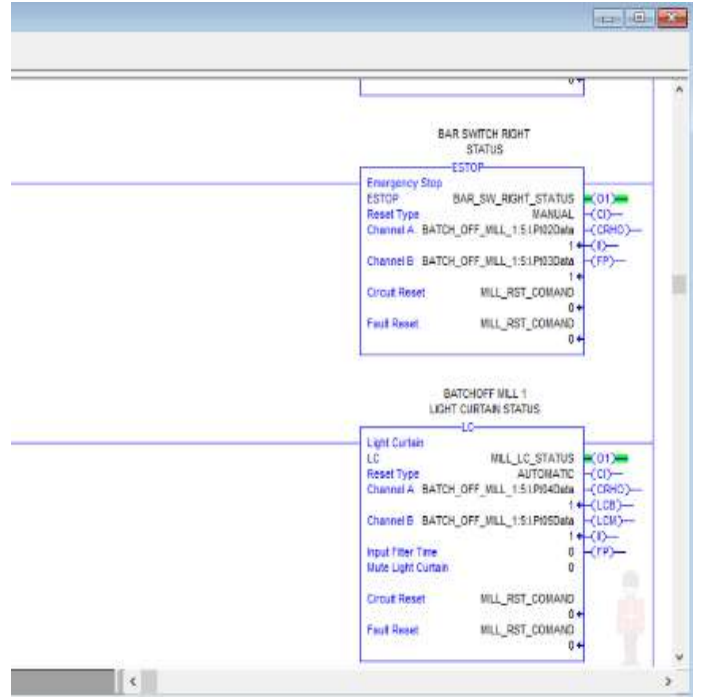 0
BAR SWITCH RIGHT
STATUS
ESTOP
Emergency Stop
ESTOP BAR_SW_RIGHT_STATUS (O1)
Reset Type MANUAL (CI)
Channel A BATCH_OFF_MILL_1:5:I.Pt02Data (CRHO)
1 (II)
Channel B BATCH_OFF_MILL_1:5:I.Pt03Data (FP)
1
Circuit Reset MILL_RST_COMAND
0
Fault Reset MILL_RST_COMAND
0
BATCHOFF MILL 1
LIGHT CURTAIN STATUS
LC
Light Curtain
LC MILL_LC_STATUS (O1)
Reset Type AUTOMATIC (CI)
Channel A BATCH_OFF_MILL_1:5:I.Pt04Data (CRHO)
1 (LCB)
Channel B BATCH_OFF_MILL_1:5:I.Pt05Data (LCM)
1 (II)
Input Filter Time 0 (FP)
Mute Light Curtain 0
Circuit Reset MILL_RST_COMAND
0
Fault Reset MILL_RST_COMAND
0